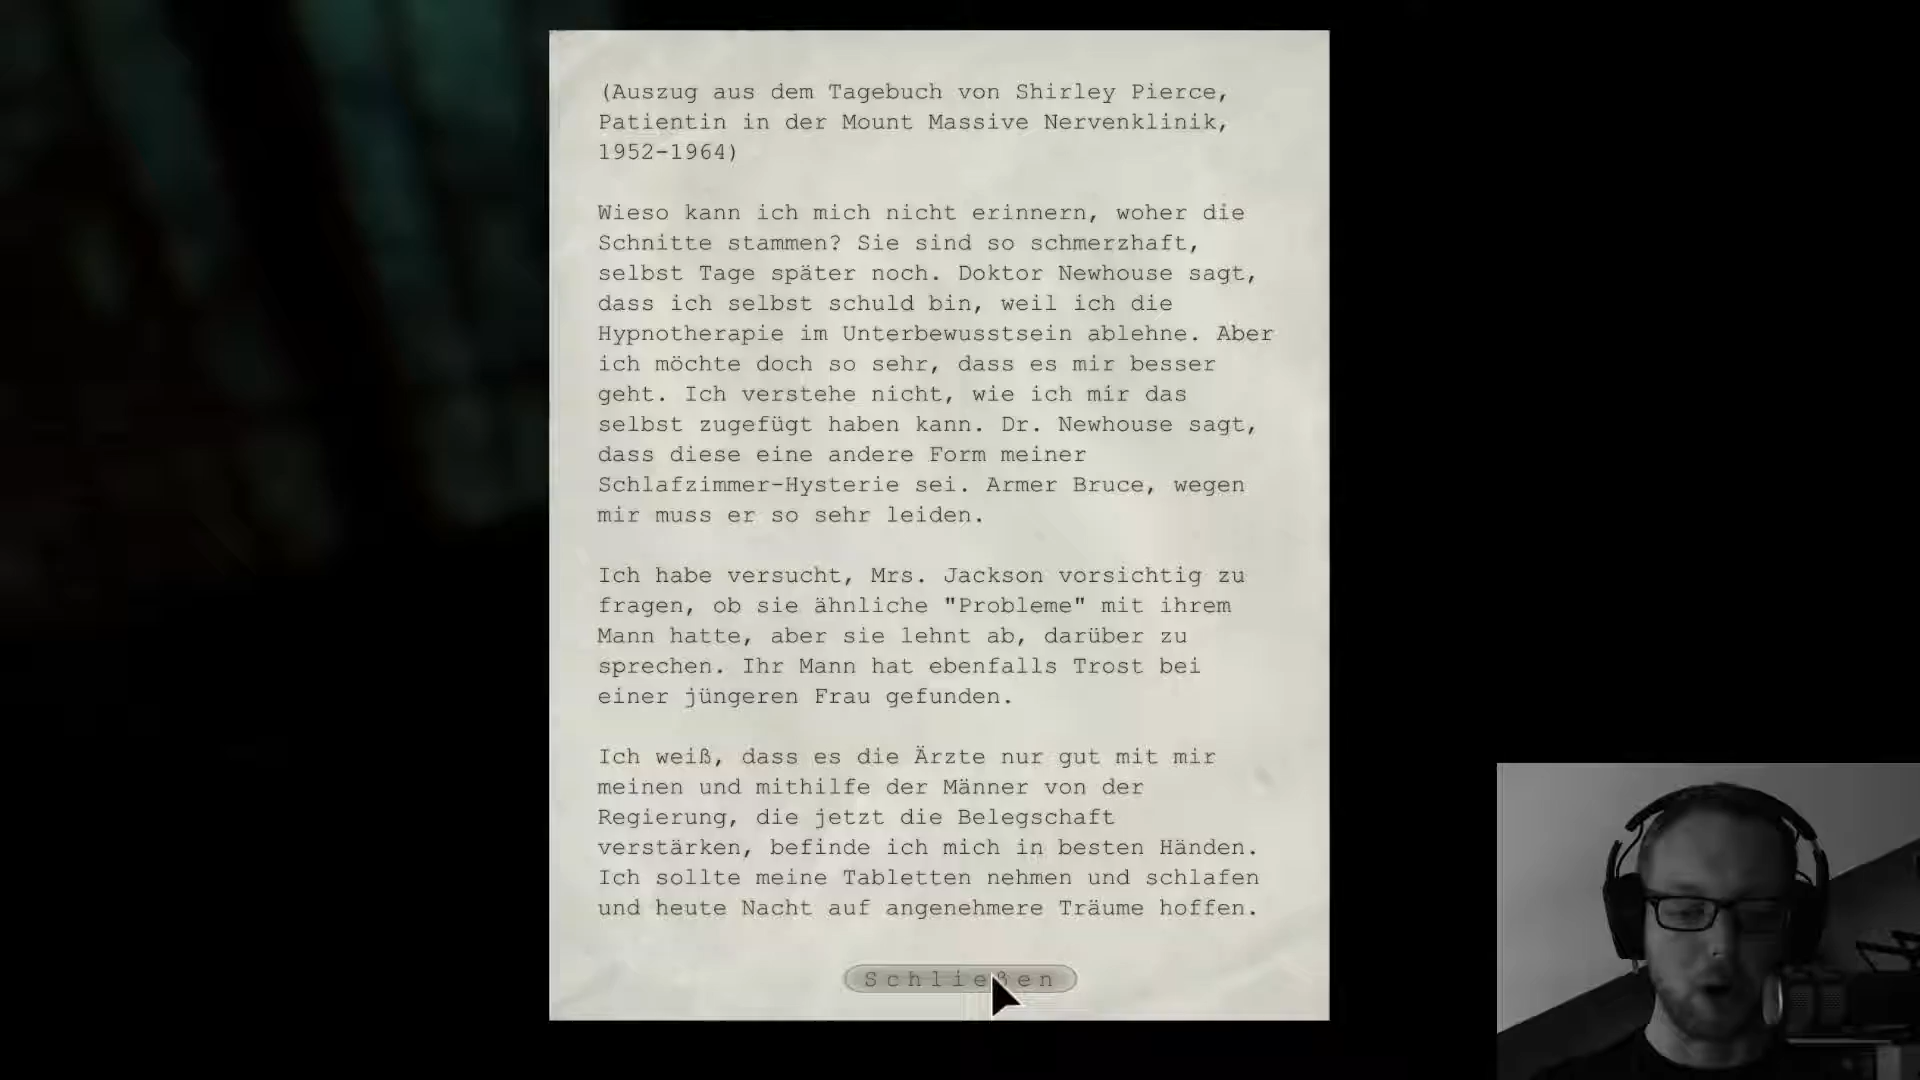 (Auszug aus dem Tagebuch von Shirley Pierce,
Patientin in der Mount Massive Nervenklinik,
1952-1964)
Wieso kann ich mich nicht erinnern, woher die
Schnitte stammen? Sie sind so schmerzhaft,
selbst Tage später noch. Doktor Newhouse sagt,
dass ich selbst schuld bin, weil ich die
Hypnotherapie im Unterbewusstsein ablehne. Aber
ich möchte doch so sehr, dass es mir besser
geht. Ich verstehe nicht, wie ich mir das
selbst zugefügt haben kann. Dr. Newhouse sagt,
dass diese eine andere Form meiner
Schlafzimmer-Hysterie sei. Armer Bruce, wegen
mir muss er so sehr leiden.
Ich habe versucht, Mrs. Jackson vorsichtig zu
fragen, ob sie ähnliche "Probleme" mit ihrem
Mann hatte, aber sie lehnt ab, darüber zu
sprechen. Ihr Mann hat ebenfalls Trost bei
einer jüngeren Frau gefunden.
Ich weiß, dass es die Ärzte nur gut mit mir
meinen und mithilfe der Männer von der
Regierung, die jetzt die Belegschaft
verstärken, befinde ich mich in besten Händen.
Ich sollte meine Tabletten nehmen und schlafen
und heute Nacht auf angenehmere Träume hoffen.
Schließen